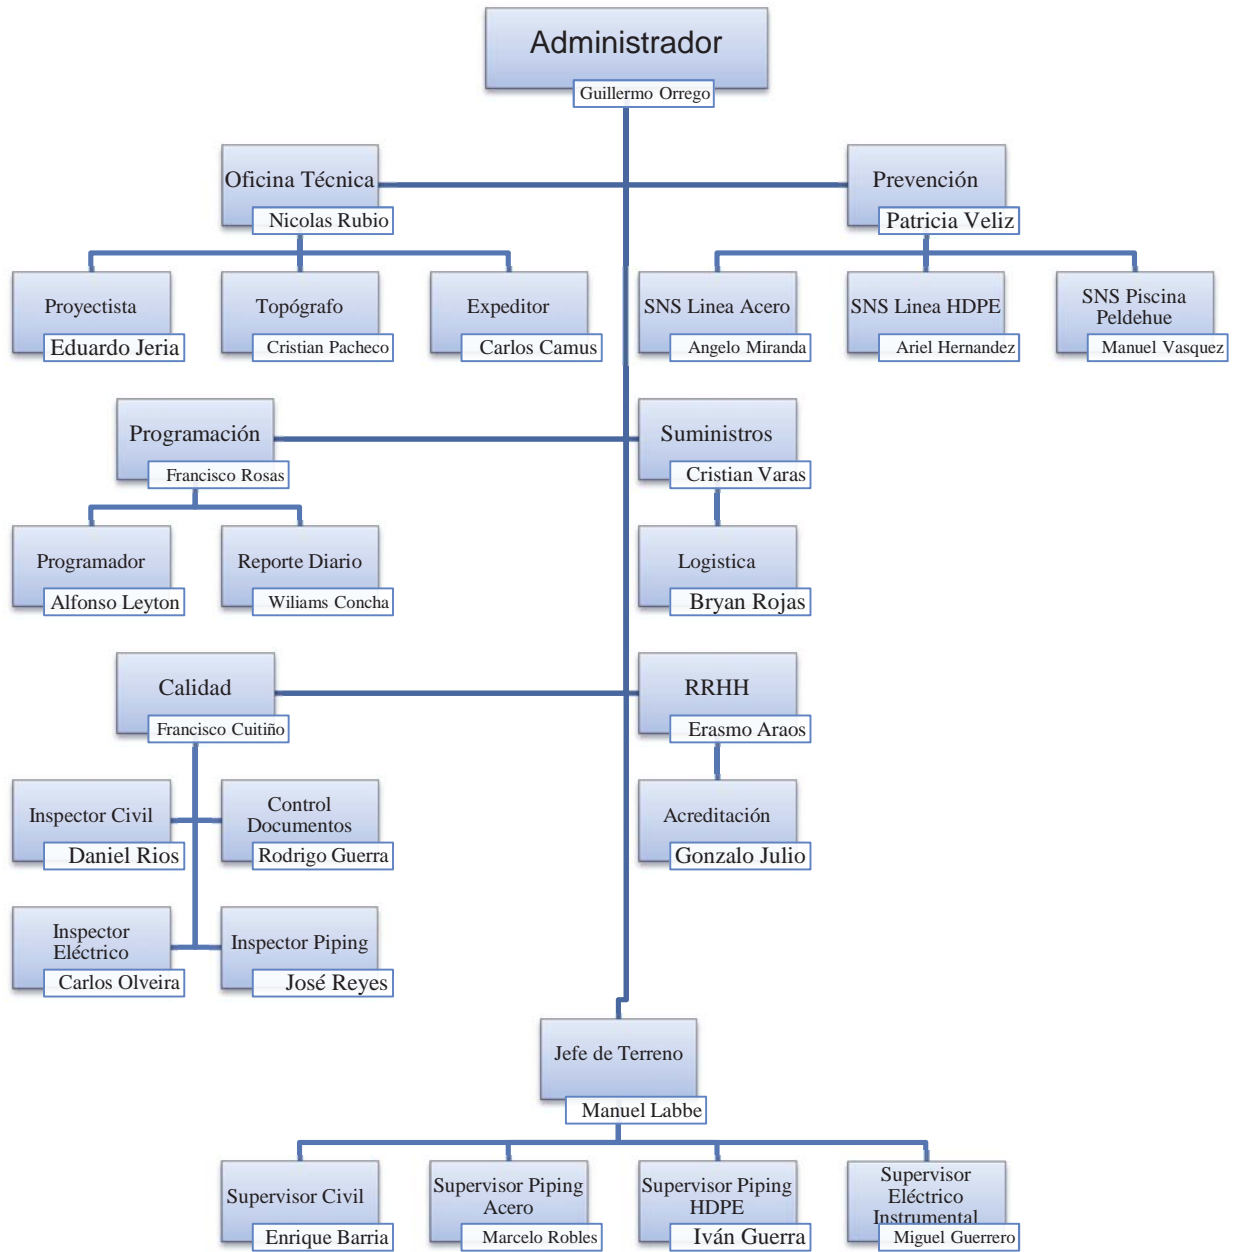 Administrador
Guillermo Orrego
Oficina Técnica
Nicolas Rubio
Prevención
Patricia Veliz
Proyectista
Eduardo Jeria
Topógrafo
Cristian Pacheco
Expeditor
Carlos Camus
SNS Linea Acero
Angelo Miranda
SNS Linea HDPE
Ariel Hernandez
SNS Piscina
Peldehue
Manuel Vasquez
Programación
Francisco Rosas
Suministros
Cristian Varas
Programador
Alfonso Leyton
Reporte Diario
Wiliams Concha
Logistica
Bryan Rojas
Calidad
Francisco Cuitiño
RRHH
Erasmo Araos
Inspector Civil
Daniel Rios
Control
Documentos
Rodrigo Guerra
Acreditación
Gonzalo Julio
Inspector
Eléctrico
Carlos Olveira
Inspector Piping
José Reyes
Jefe de Terreno
Manuel Labbe
Supervisor Civil
Enrique Barria
Supervisor Piping
Acero
Marcelo Robles
Supervisor Piping
HDPE
Iván Guerra
Supervisor
Eléctrico
Instrumental
Miguel Guerrero